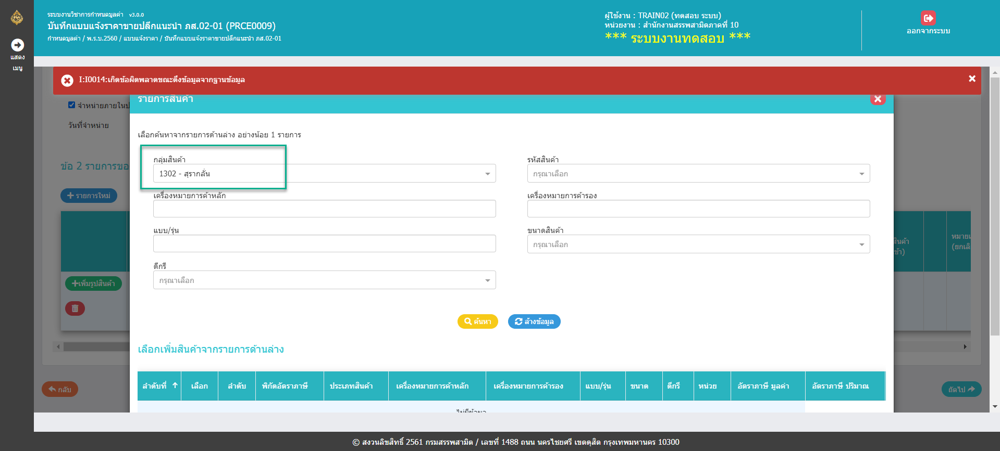 แสดง
เมนู
ระบบงานวิชาการกำหนดมูลค่า v3.0.0
บันทึกแบบแจ้งราคาขายปลีกแนะนำ ภส.02-01 (PRCE0009)
กำหนดมูลค่า / พ.ร.บ.2560 / แบบแจ้งราคา / บันทึกแบบแจ้งราคาขายปลีกแนะนำ ภส.02-01
ผู้ใช้งาน : TRAIN02 (ทดสอบ ระบบ)
หน่วยงาน : สำนักงานสรรพสามิตภาคที่ 10
*** ระบบงานทดสอบ ***
ออกจากระบบ
I:I0014:เกิดข้อผิดพลาดขณะดึงข้อมูลจากฐานข้อมูล
รายการสินค้า
จำหน่ายภายในป
วันที่จำหน่าย
เลือกค้นหาจากรายการด้านล่าง อย่างน้อย 1 รายการ
ข้อ 2 รายการขอ
กลุ่มสินค้า
1302 - สุรากลั่น
รหัสสินค้า
กรุณาเลือก
+ รายการใหม่
เครื่องหมายการค้าหลัก
เครื่องหมายการค้ารอง
แบบ/รุ่น
ขนาดสินค้า
กรุณาเลือก
สินค้า
ข้า)
หมายเ
(ยกเลิ
ดีกรี
กรุณาเลือก
+เพิ่มรูปสินค้า
ค้นหา
ล้างข้อมูล
เลือกเพิ่มสินค้าจากรายการด้านล่าง
ลำดับที่ เลือก ลำดับ พิกัดอัตราภาษี ประเภทสินค้า เครื่องหมายการค้าหลัก เครื่องหมายการค้ารอง แบบ/รุ่น ขนาด ดีกรี หน่วย อัตราภาษี มูลค่า อัตราภาษี ปริมาณ
ไม่มีข้อมูล
กลับ
ถัดไป
© สงวนลิขสิทธิ์ 2561 กรมสรรพสามิต / เลขที่ 1488 ถนน นครไชยศรี เขตดุสิต กรุงเทพมหานคร 10300